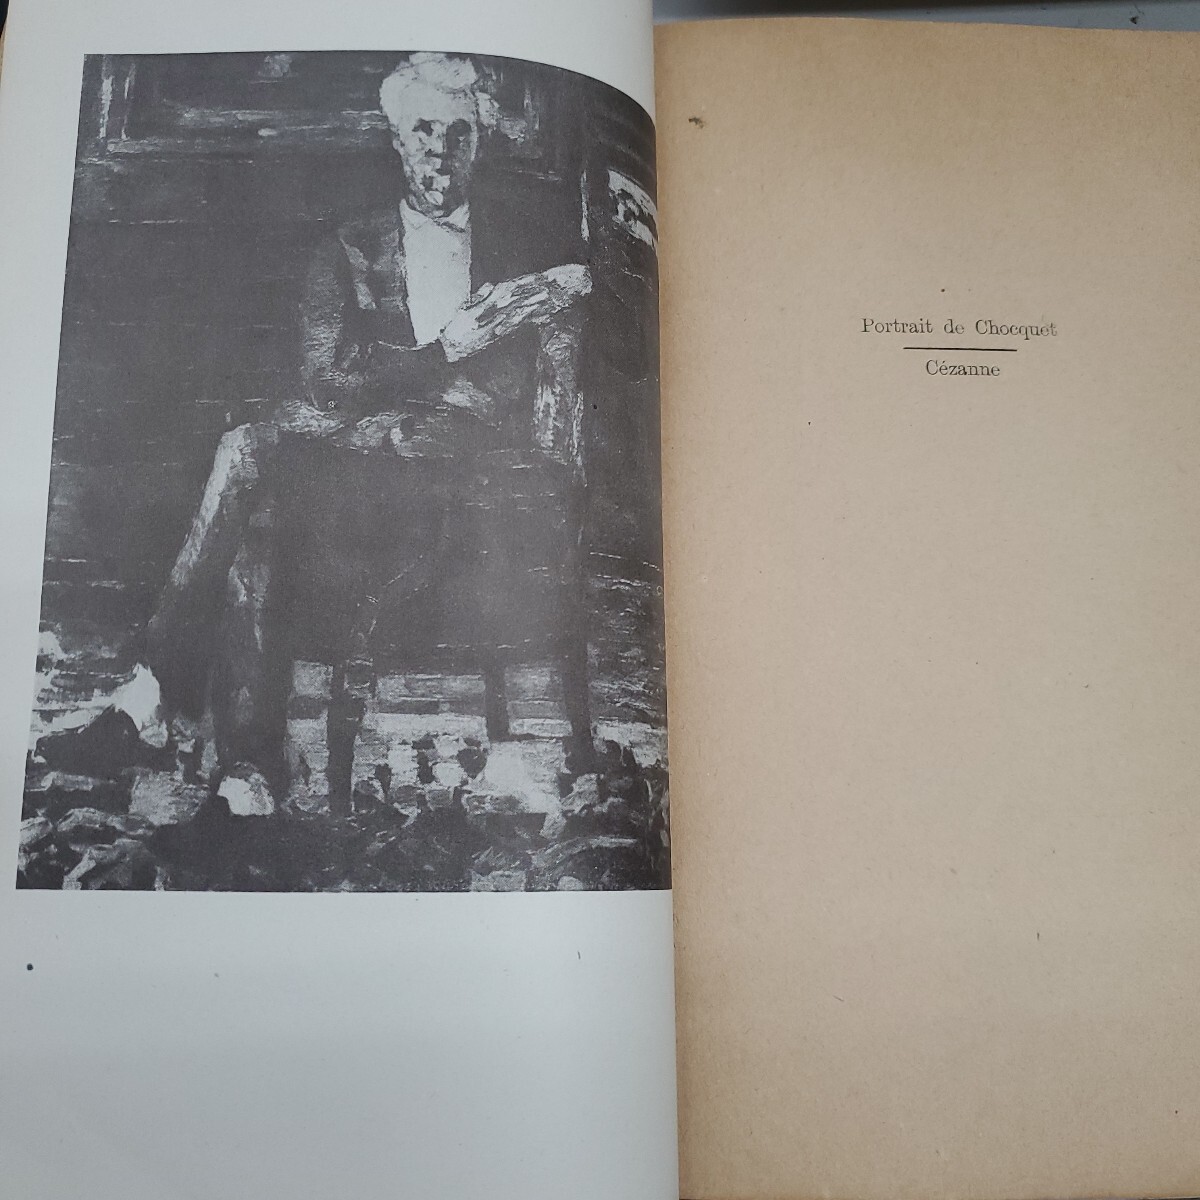 Portrait de Chocquet
Cézanne